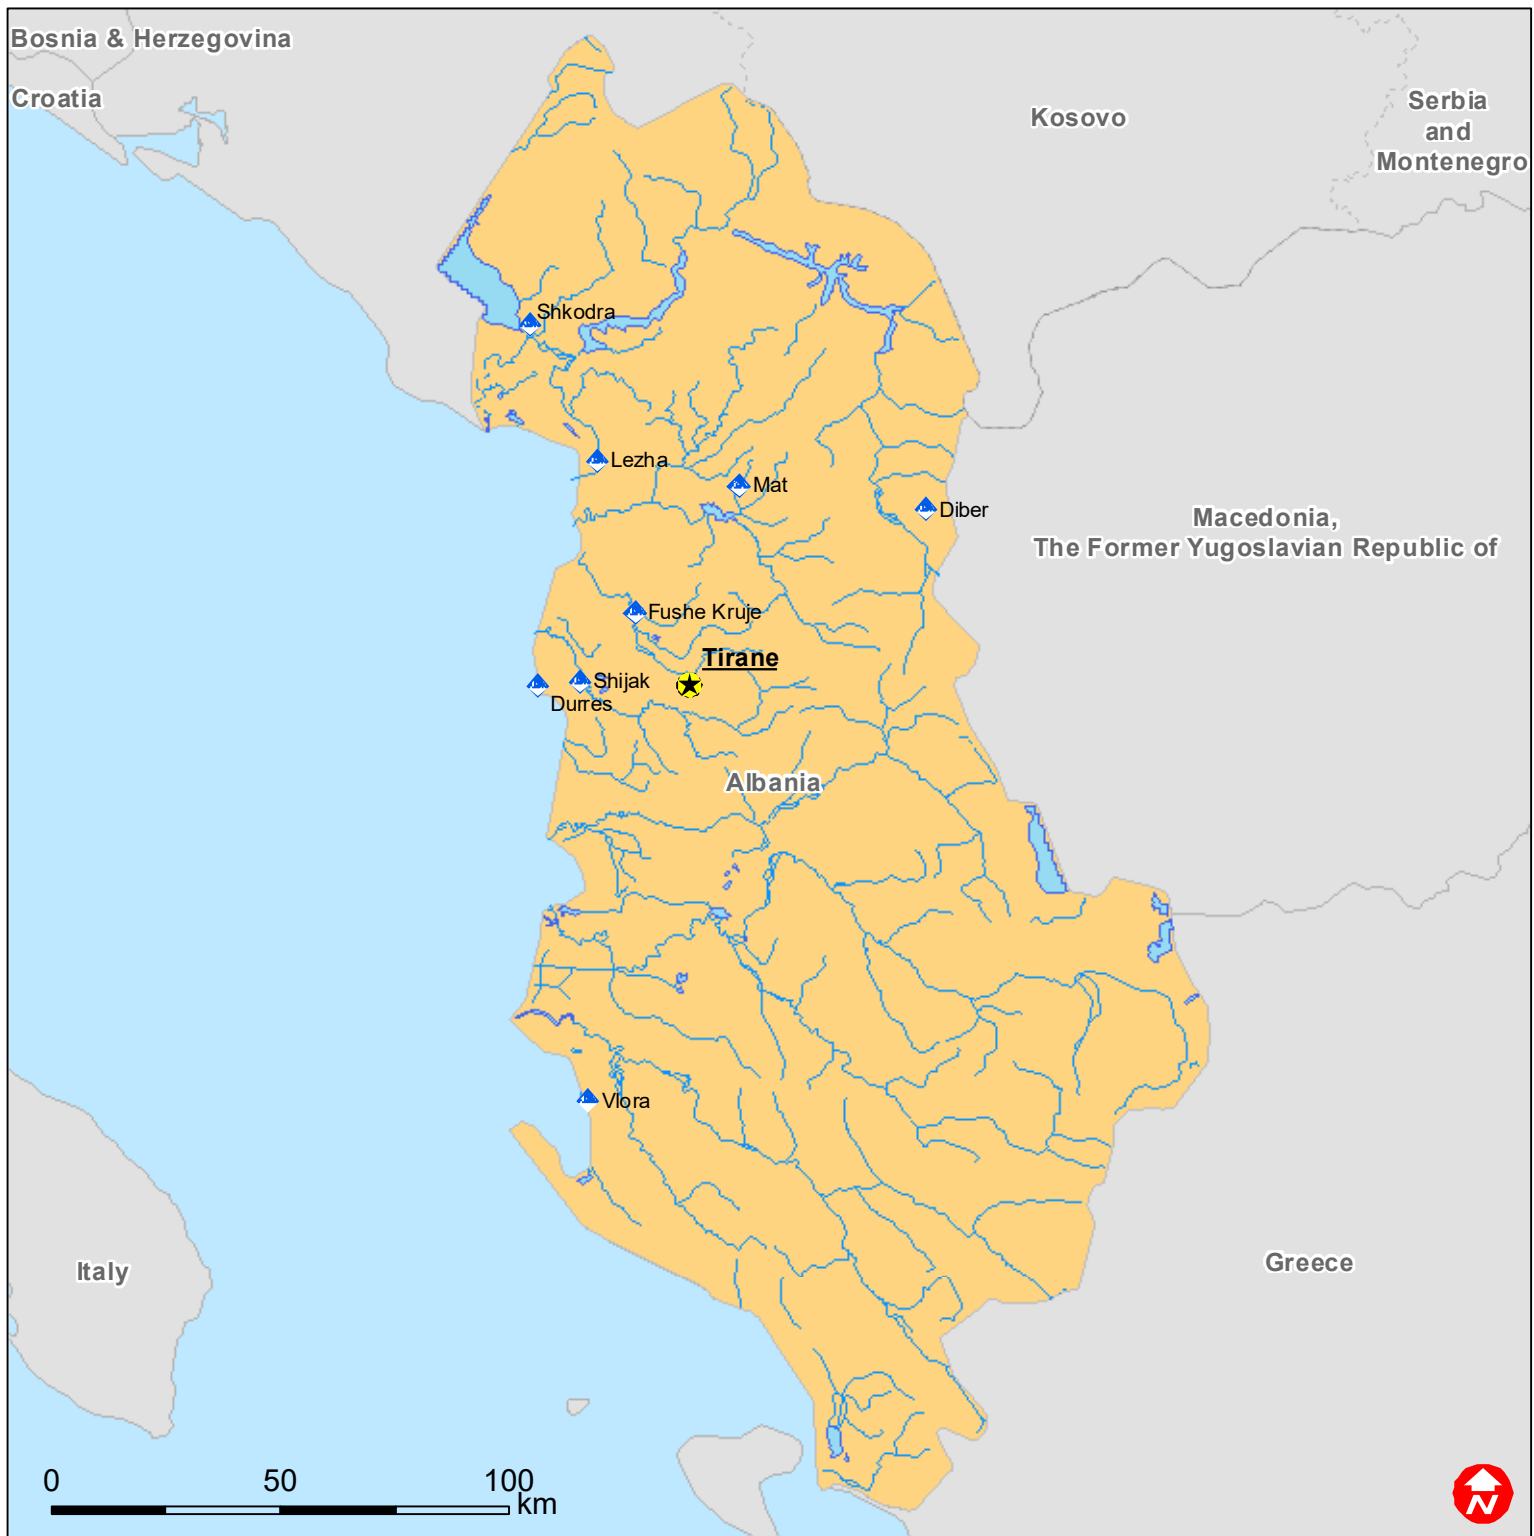 Bosnia & Herzegovina
Croatia
Kosovo
Serbia
and
Montenegro
Shkodra
Lezha
Mat
Diber
Macedonia,
The Former Yugoslavian Republic of
Fushe Kruje
Tirane
Shijak
Durres
Albania
Vlora
Italy
Greece
0 50 100
km
N